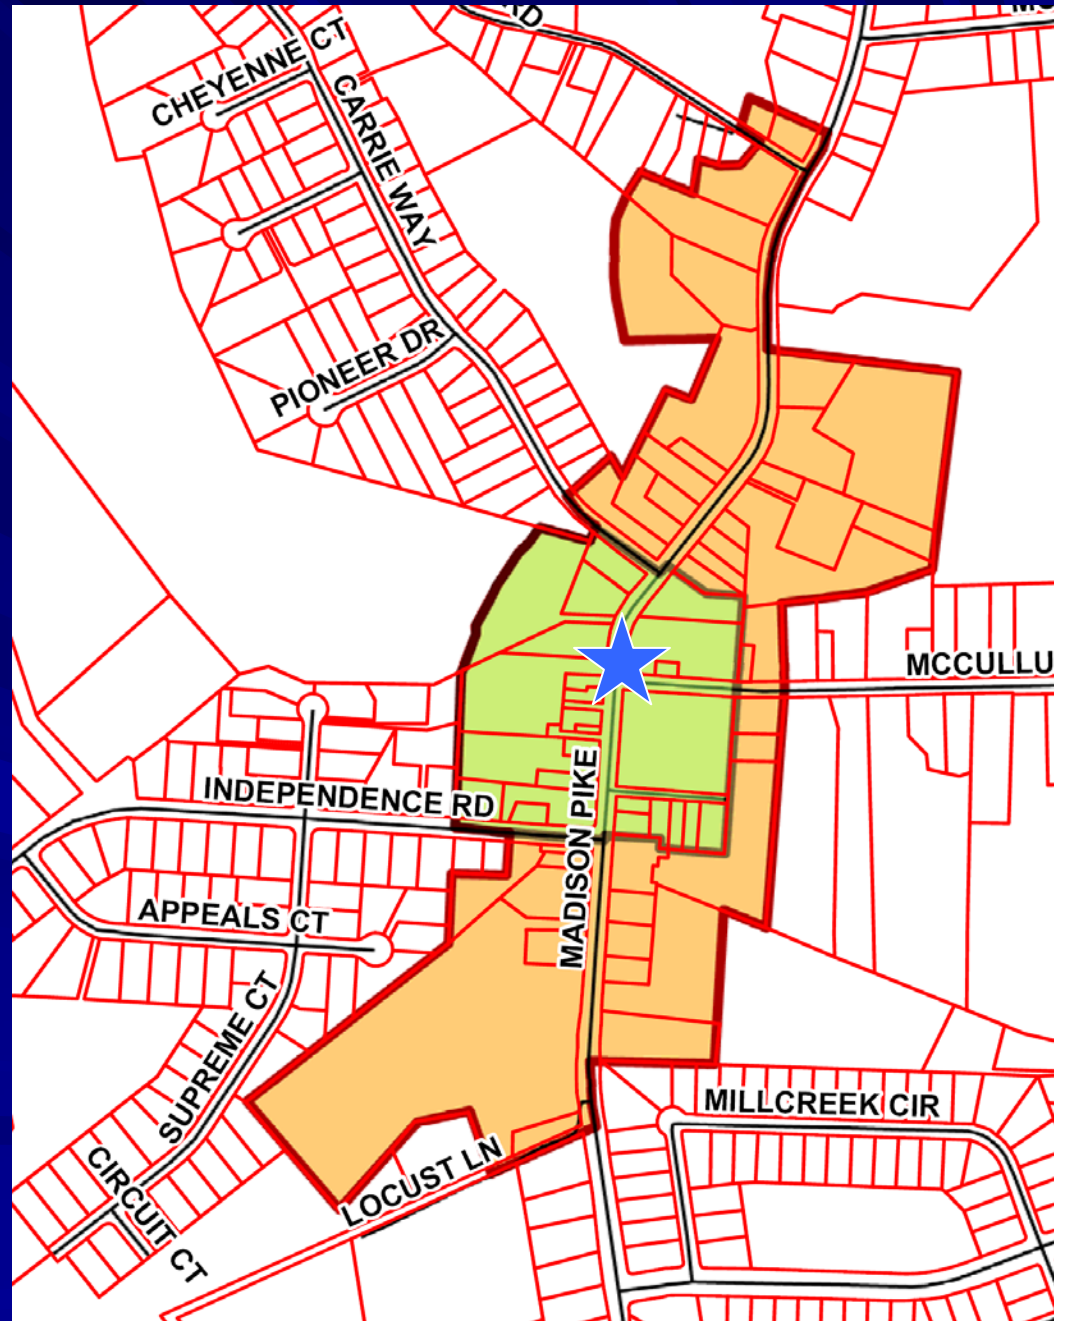 RD
CHEYENNE CT
CARRIE WAY
PIONEER DR
MCCULLU
INDEPENDENCE RD
MADISON PIKE
APPEALS CT
SUPREME CT
MILLCREEK CIR
LOCUST LN
CIRCUIT CT